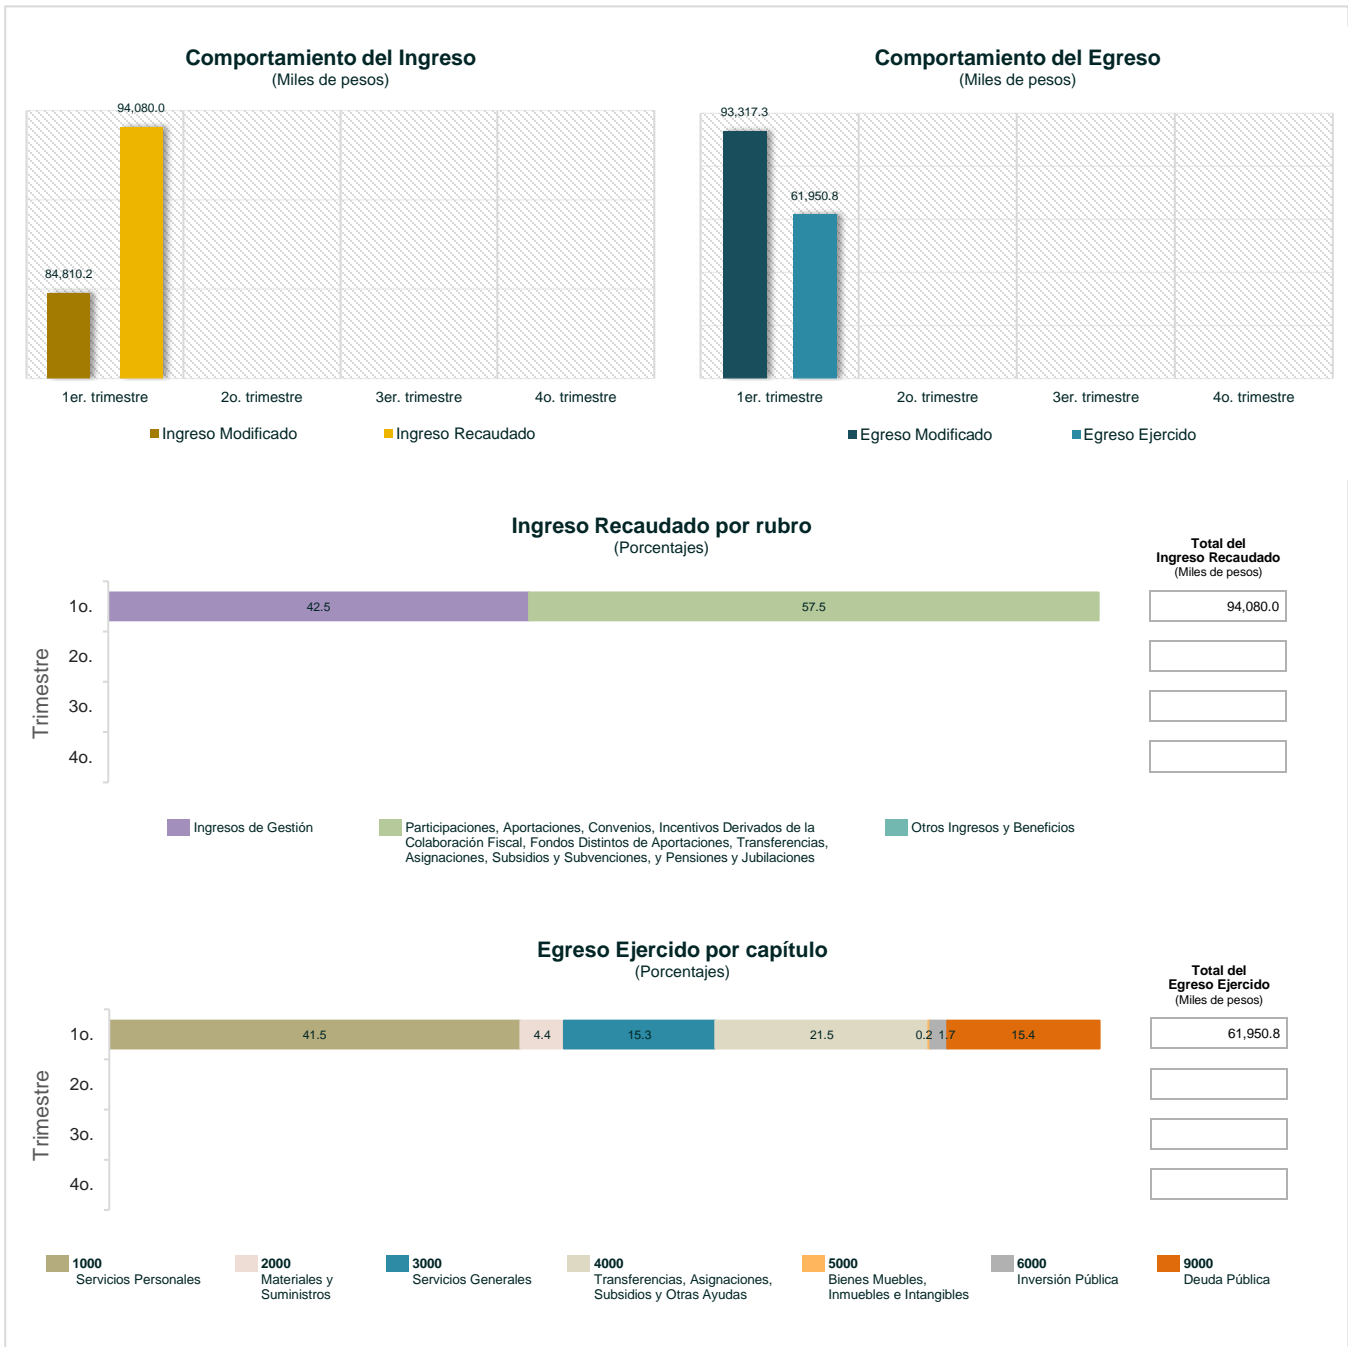 Comportamiento del Ingreso
(Miles de pesos)
94,080.0
84,810.2
1er. trimestre
2o. trimestre
3er. trimestre
4o. trimestre
Ingreso Modificado
Ingreso Recaudado
Comportamiento del Egreso
(Miles de pesos)
93,317.3
61,950.8
1er. trimestre
2o. trimestre
3er. trimestre
4o. trimestre
Egreso Modificado
Egreso Ejercido
Ingreso Recaudado por rubro
(Porcentajes)
Total del
Ingreso Recaudado
(Miles de pesos)
Trimestre
1o.
42.5
57.5
94,080.0
2o.
3o.
4o.
Ingresos de Gestión
Participaciones, Aportaciones, Convenios, Incentivos Derivados de la
Colaboración Fiscal, Fondos Distintos de Aportaciones, Transferencias,
Asignaciones, Subsidios y Subvenciones, y Pensiones y Jubilaciones
Otros Ingresos y Beneficios
Egreso Ejercido por capítulo
(Porcentajes)
Total del
Egreso Ejercido
(Miles de pesos)
Trimestre
1o.
41.5
4.4
15.3
21.5
0.2
1.7
15.4
61,950.8
2o.
3o.
4o.
1000
Servicios Personales
2000
Materiales y
Suministros
3000
Servicios Generales
4000
Transferencias, Asignaciones,
Subsidios y Otras Ayudas
5000
Bienes Muebles,
Inmuebles e Intangibles
6000
Inversión Pública
9000
Deuda Pública